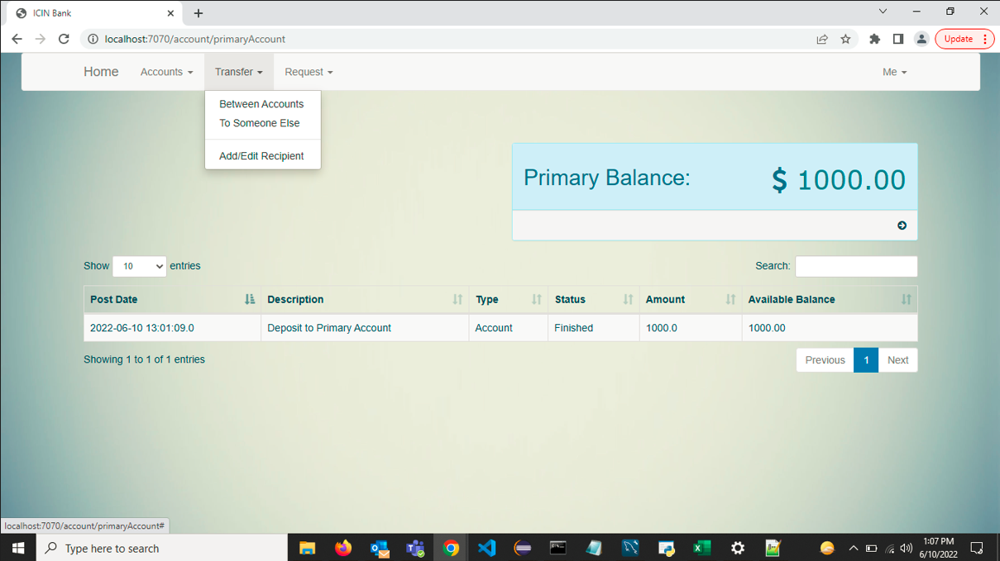 ICIN Bank
localhost:7070/account/primaryAccount
Update
Home Accounts Transfer Request Me
Between Accounts
To Someone Else
Add/Edit Recipient
Primary Balance: $ 1000.00
Show 10 entries Search:
Post Date Description Type Status Amount Available Balance
2022-06-10 13:01:09.0 Deposit to Primary Account Account Finished 1000.0 1000.00
Showing 1 to 1 of 1 entries Previous 1 Next
localhost:7070/account/primaryAccount#
Type here to search
1:07 PM
6/10/2022